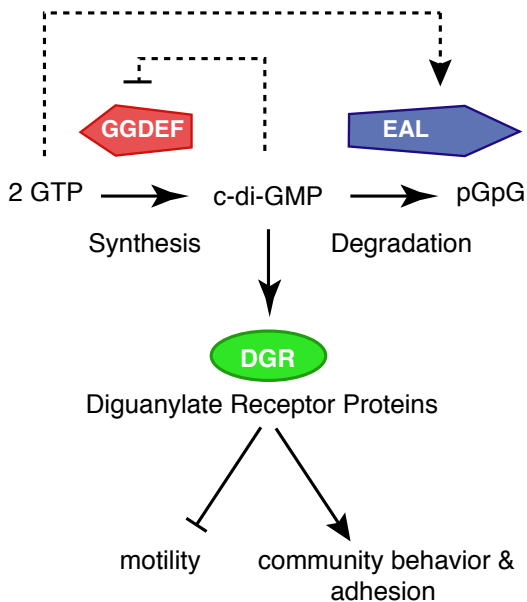 GGDEF
EAL
2 GTP
c-di-GMP
pGpG
Synthesis
Degradation
DGR
Diguanylate Receptor Proteins
motility
community behavior &
adhesion